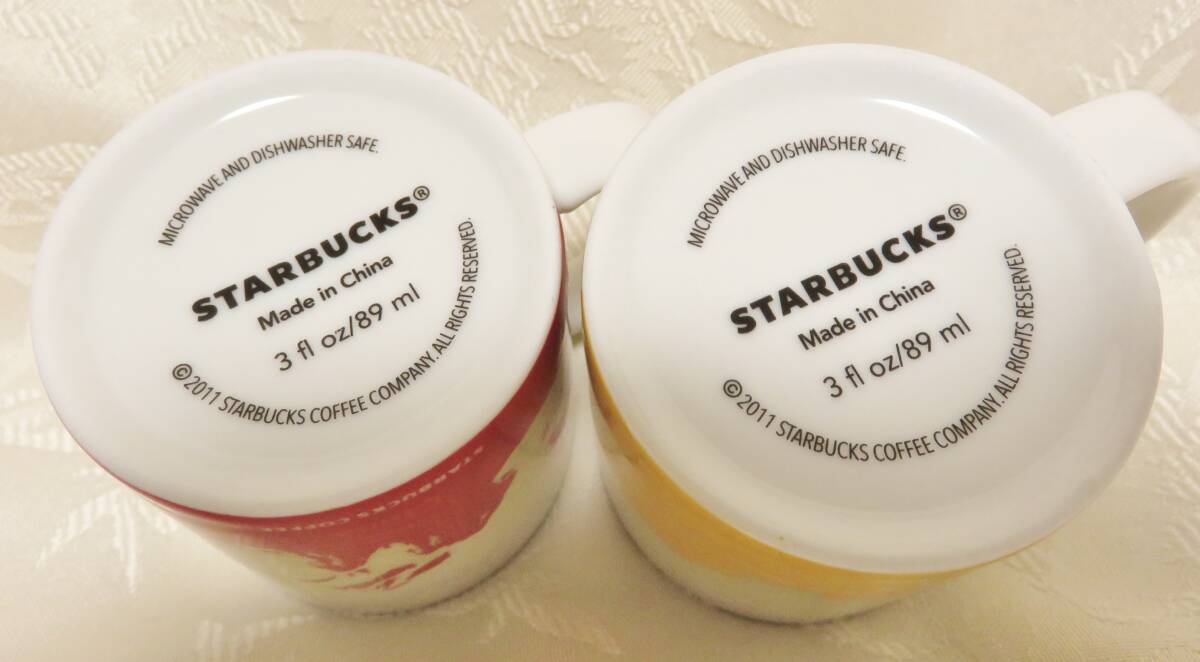 MICROWAVE AND DISHWASHER SAFE.
STARBUCKS®
Made in China
3 fl oz/89 ml
©2011 STARBUCKS COFFEE COMPANY. ALL RIGHTS RESERVED.
STARBUCKS COFFEE
MICROWAVE AND DISHWASHER SAFE.
STARBUCKS®
Made in China
3 fl oz/89 ml
©2011 STARBUCKS COFFEE COMPANY. ALL RIGHTS RESERVED.